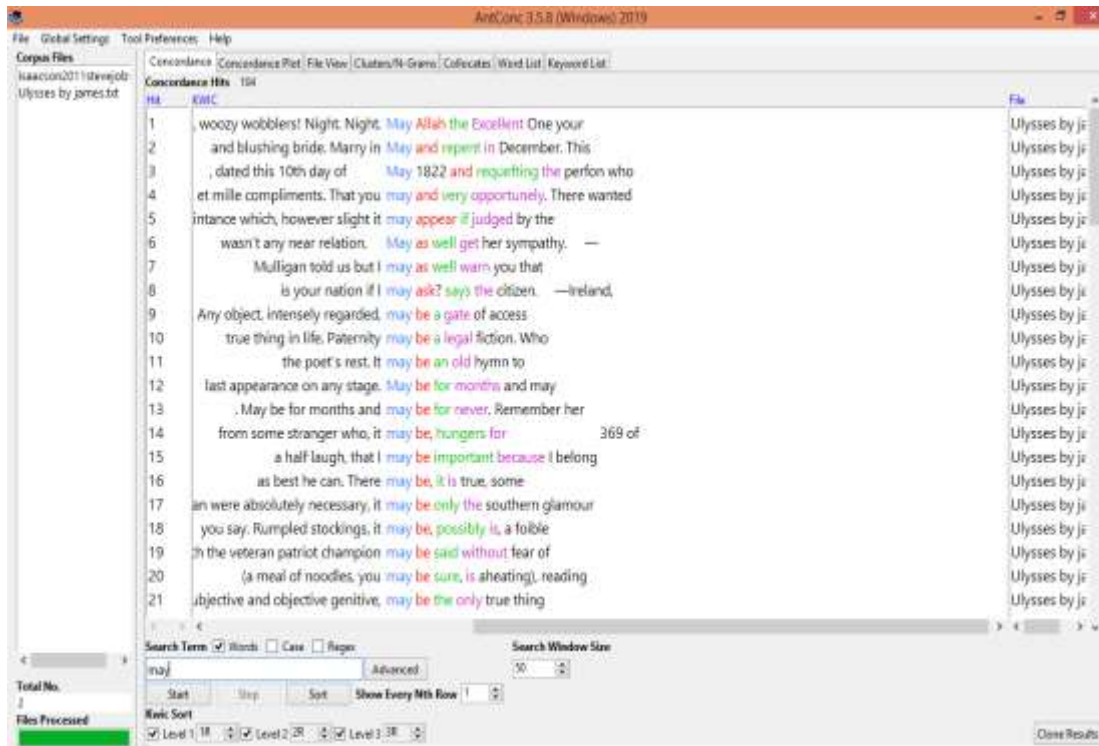 AntConc 3.5.8 (Windows) 2019
File Global Settings Tool Preferences Help
Corpus Files
Ulysses by james.txt
Total No.
2
Files Processed
Concordance Concordance Plot File View Clusters/N-Grams Collocates Word List Keyword List
Concordance Hits 194
Hit KWIC File
1 , woozy wobblers! Night. Night. May Allah the Excellent One your Ulysses by ja
2 and blushing bride. Marry in May and repent in December. This Ulysses by ja
3 , dated this 10th day of May 1822 and requefting the perfon who Ulysses by ja
4 et mille compliments. That you may and very opportunely. There wanted Ulysses by ja
5 intance which, however slight it may appear if judged by the Ulysses by ja
6 wasn't any near relation. May as well get her sympathy. — Ulysses by ja
7 Mulligan told us but I may as well warn you that Ulysses by ja
8 is your nation if I may ask? says the citizen. —Ireland, Ulysses by ja
9 . Any object, intensely regarded, may be a gate of access Ulysses by ja
10 true thing in life. Paternity may be a legal fiction. Who Ulysses by ja
11 the poet's rest. It may be an old hymn to Ulysses by ja
12 last appearance on any stage. May be for months and may Ulysses by ja
13 . May be for months and may be for never. Remember her Ulysses by ja
14 from some stranger who, it may be, hungers for 369 of Ulysses by ja
15 a half laugh, that I may be important because I belong Ulysses by ja
16 as best he can. There may be, it is true, some Ulysses by ja
17 an were absolutely necessary, it may be only the southern glamour Ulysses by ja
18 you say. Rumpled stockings, it may be, possibly is, a foible Ulysses by ja
19 th the veteran patriot champion may be said without fear of Ulysses by ja
20 (a meal of noodles, you may be sure, is aheating), reading Ulysses by ja
21 ubjective and objective genitive, may be the only true thing Ulysses by ja
Search Term Words Case Regex Search Window Size
may Advanced 50
Start Stop Sort Show Every Nth Row 1
Kwic Sort
Level 1 1R Level 2 2R Level 3 3R Clone Results